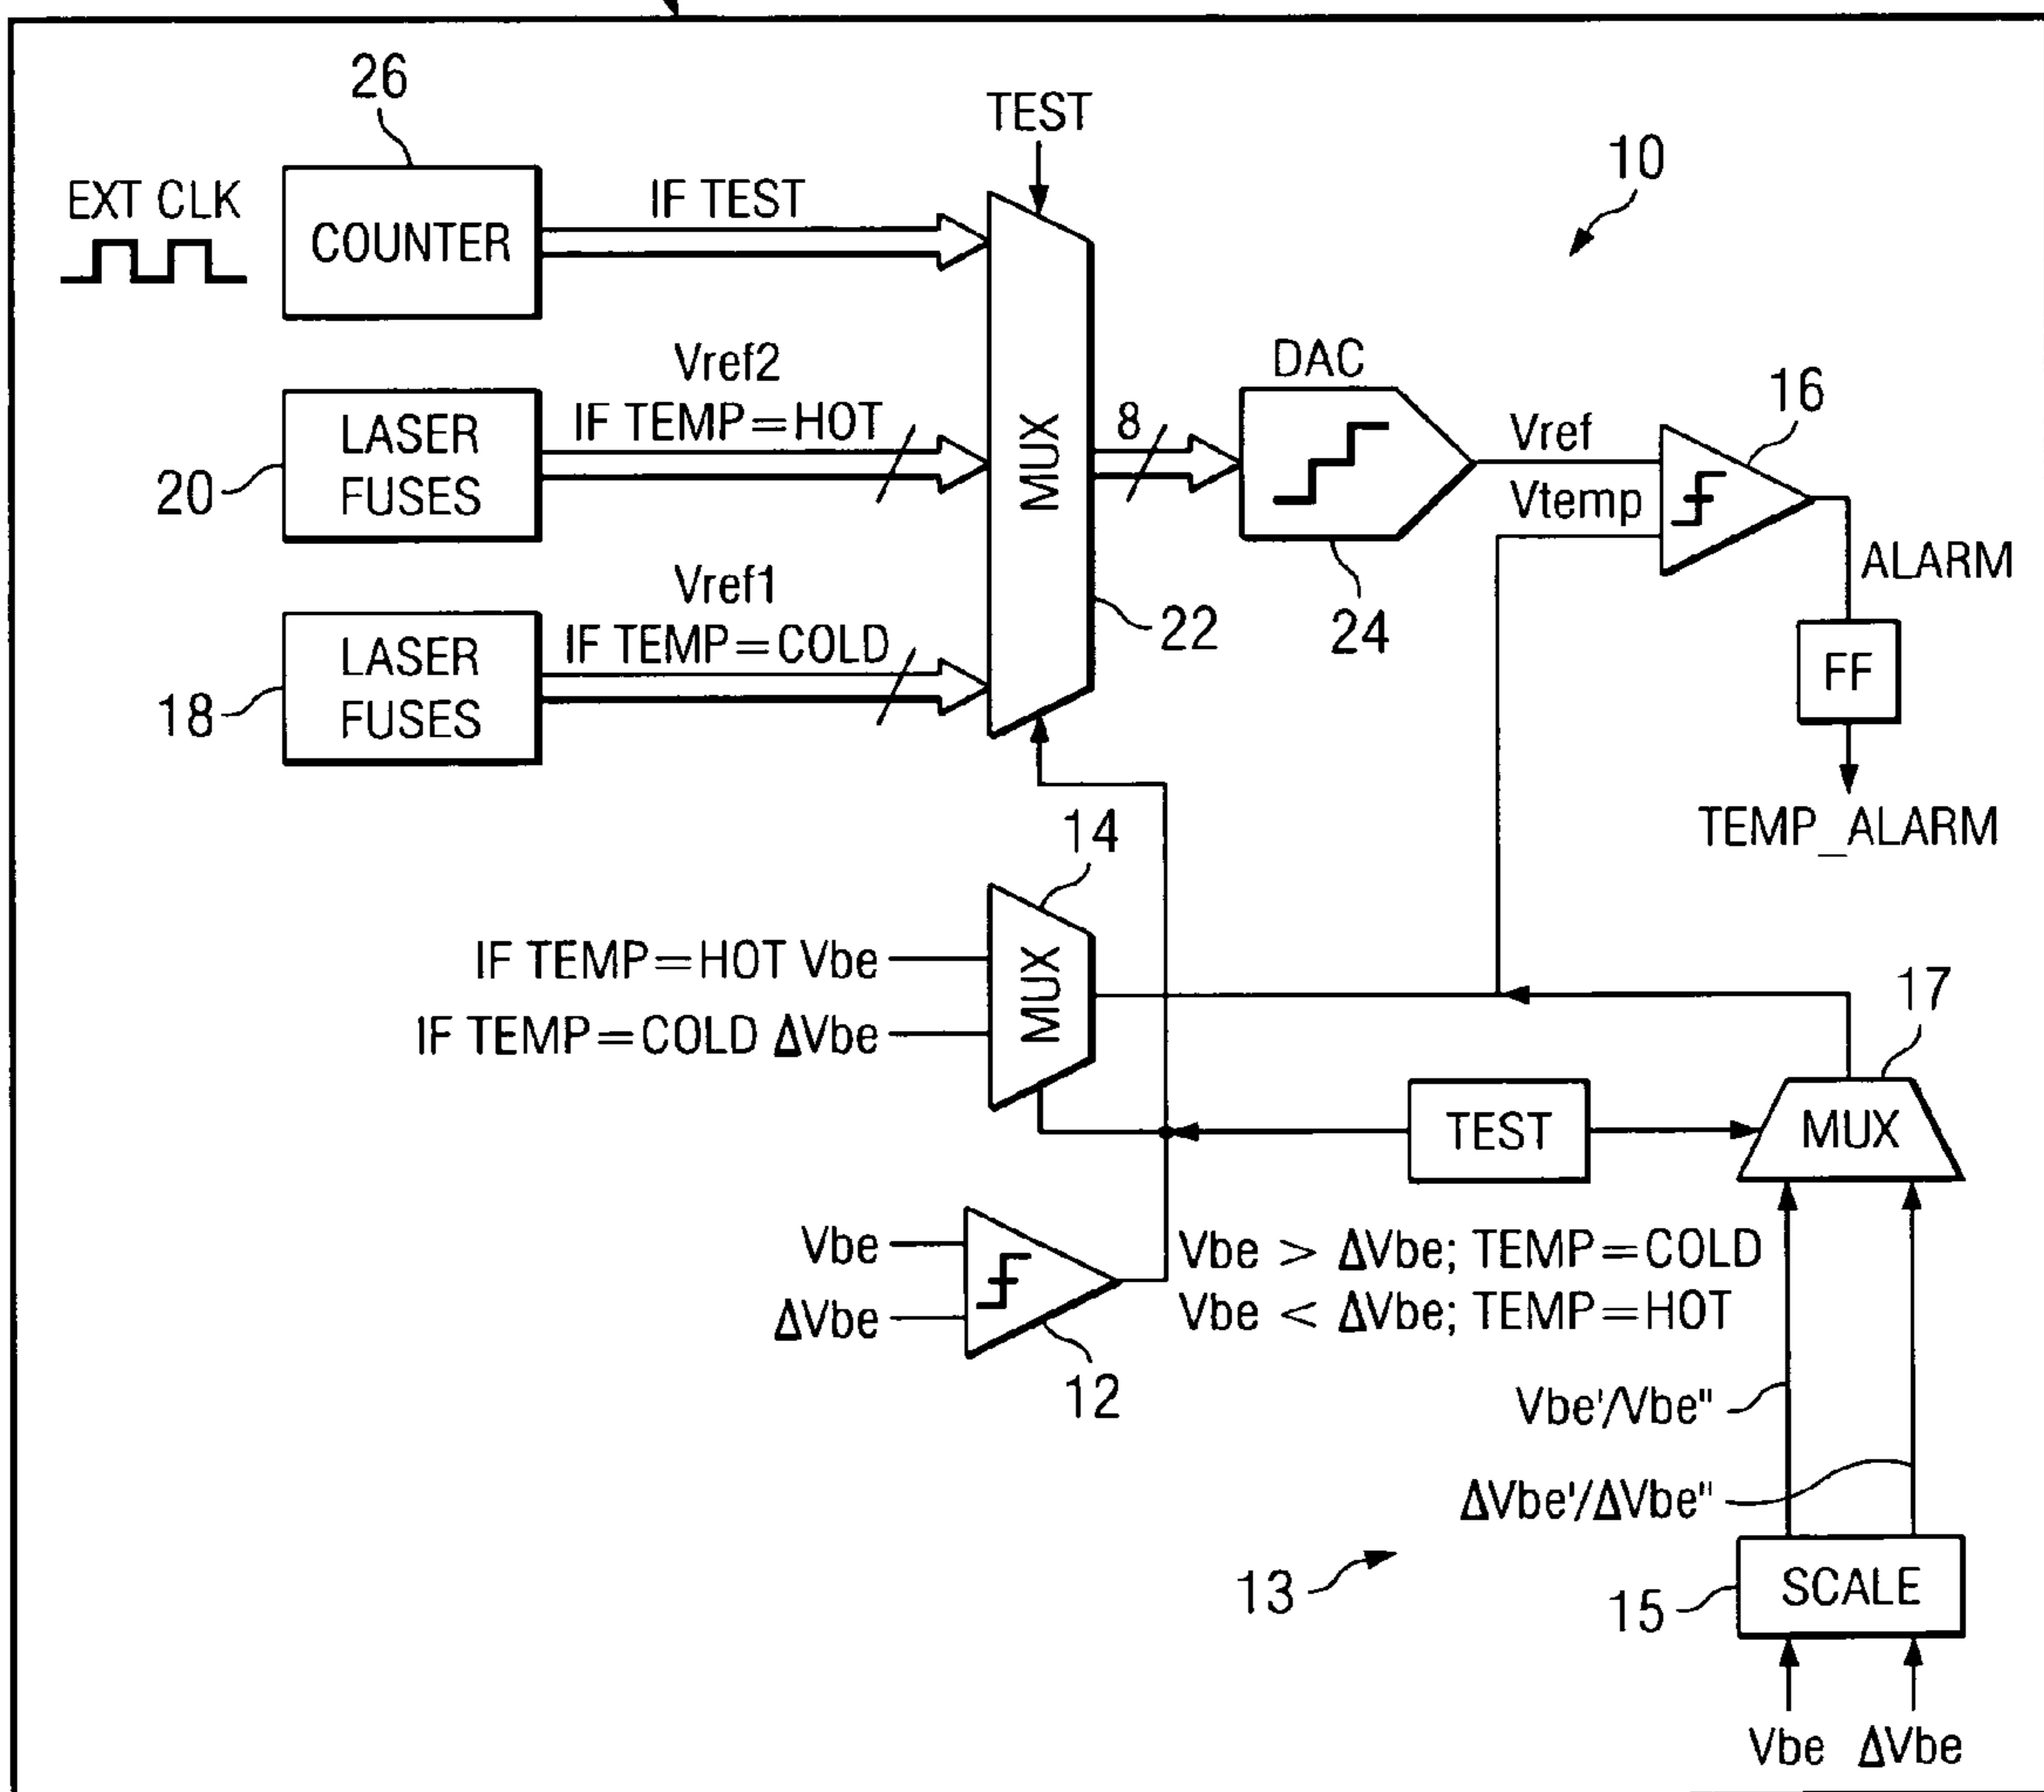 26
TEST
10
EXT CLK
COUNTER
IF TEST
Vref2
IF TEMP=HOT
LASER
FUSES
20
MUX
8
DAC
Vref
Vtemp
16
ALARM
Vref1
IF TEMP=COLD
LASER
FUSES
18
22
24
FF
TEMP_ALARM
14
IF TEMP=HOT Vbe
IF TEMP=COLD ΔVbe
MUX
17
TEST
MUX
Vbe
ΔVbe
12
Vbe > ΔVbe; TEMP=COLD
Vbe < ΔVbe; TEMP=HOT
Vbe'/Vbe"
ΔVbe'/ΔVbe"
13
15
SCALE
Vbe ΔVbe